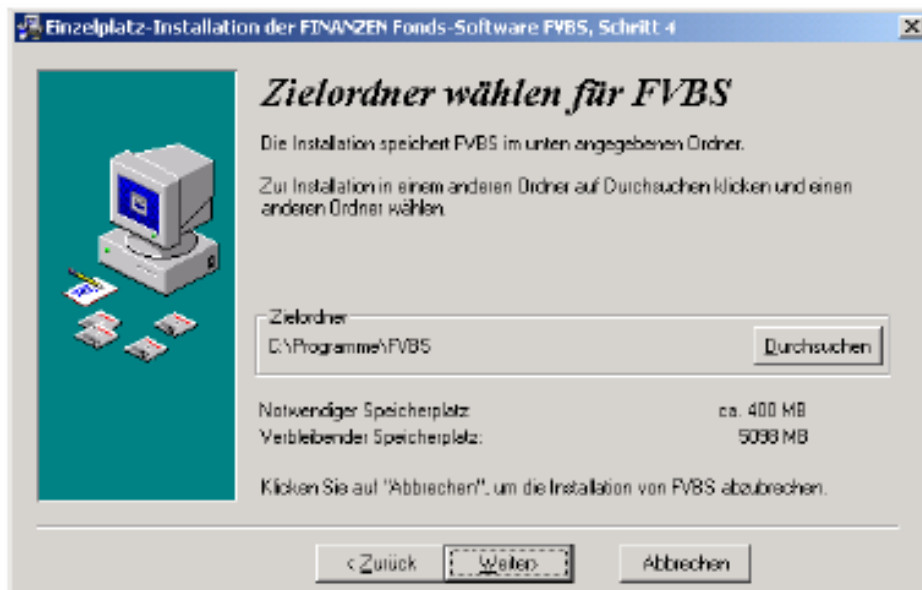 Einzelplatz-Installation der FINANZEN Fonds-Software FVBS, Schritt 4
Zielordner wählen für FVBS
Die Installation speichert FVBS im unten angegebenen Ordner.
Zur Installation in einem anderen Ordner auf Durchsuchen klicken und einen
anderen Ordner wählen.
Zielordner
C:\Programme\FVBS
Durchsuchen
Notwendiger Speicherplatz ca. 400 MB
Verbleibender Speicherplatz: 5098 MB
Klicken Sie auf "Abbrechen", um die Installation von FVBS abzubrechen.
< Zurück Weiter> Abbrechen